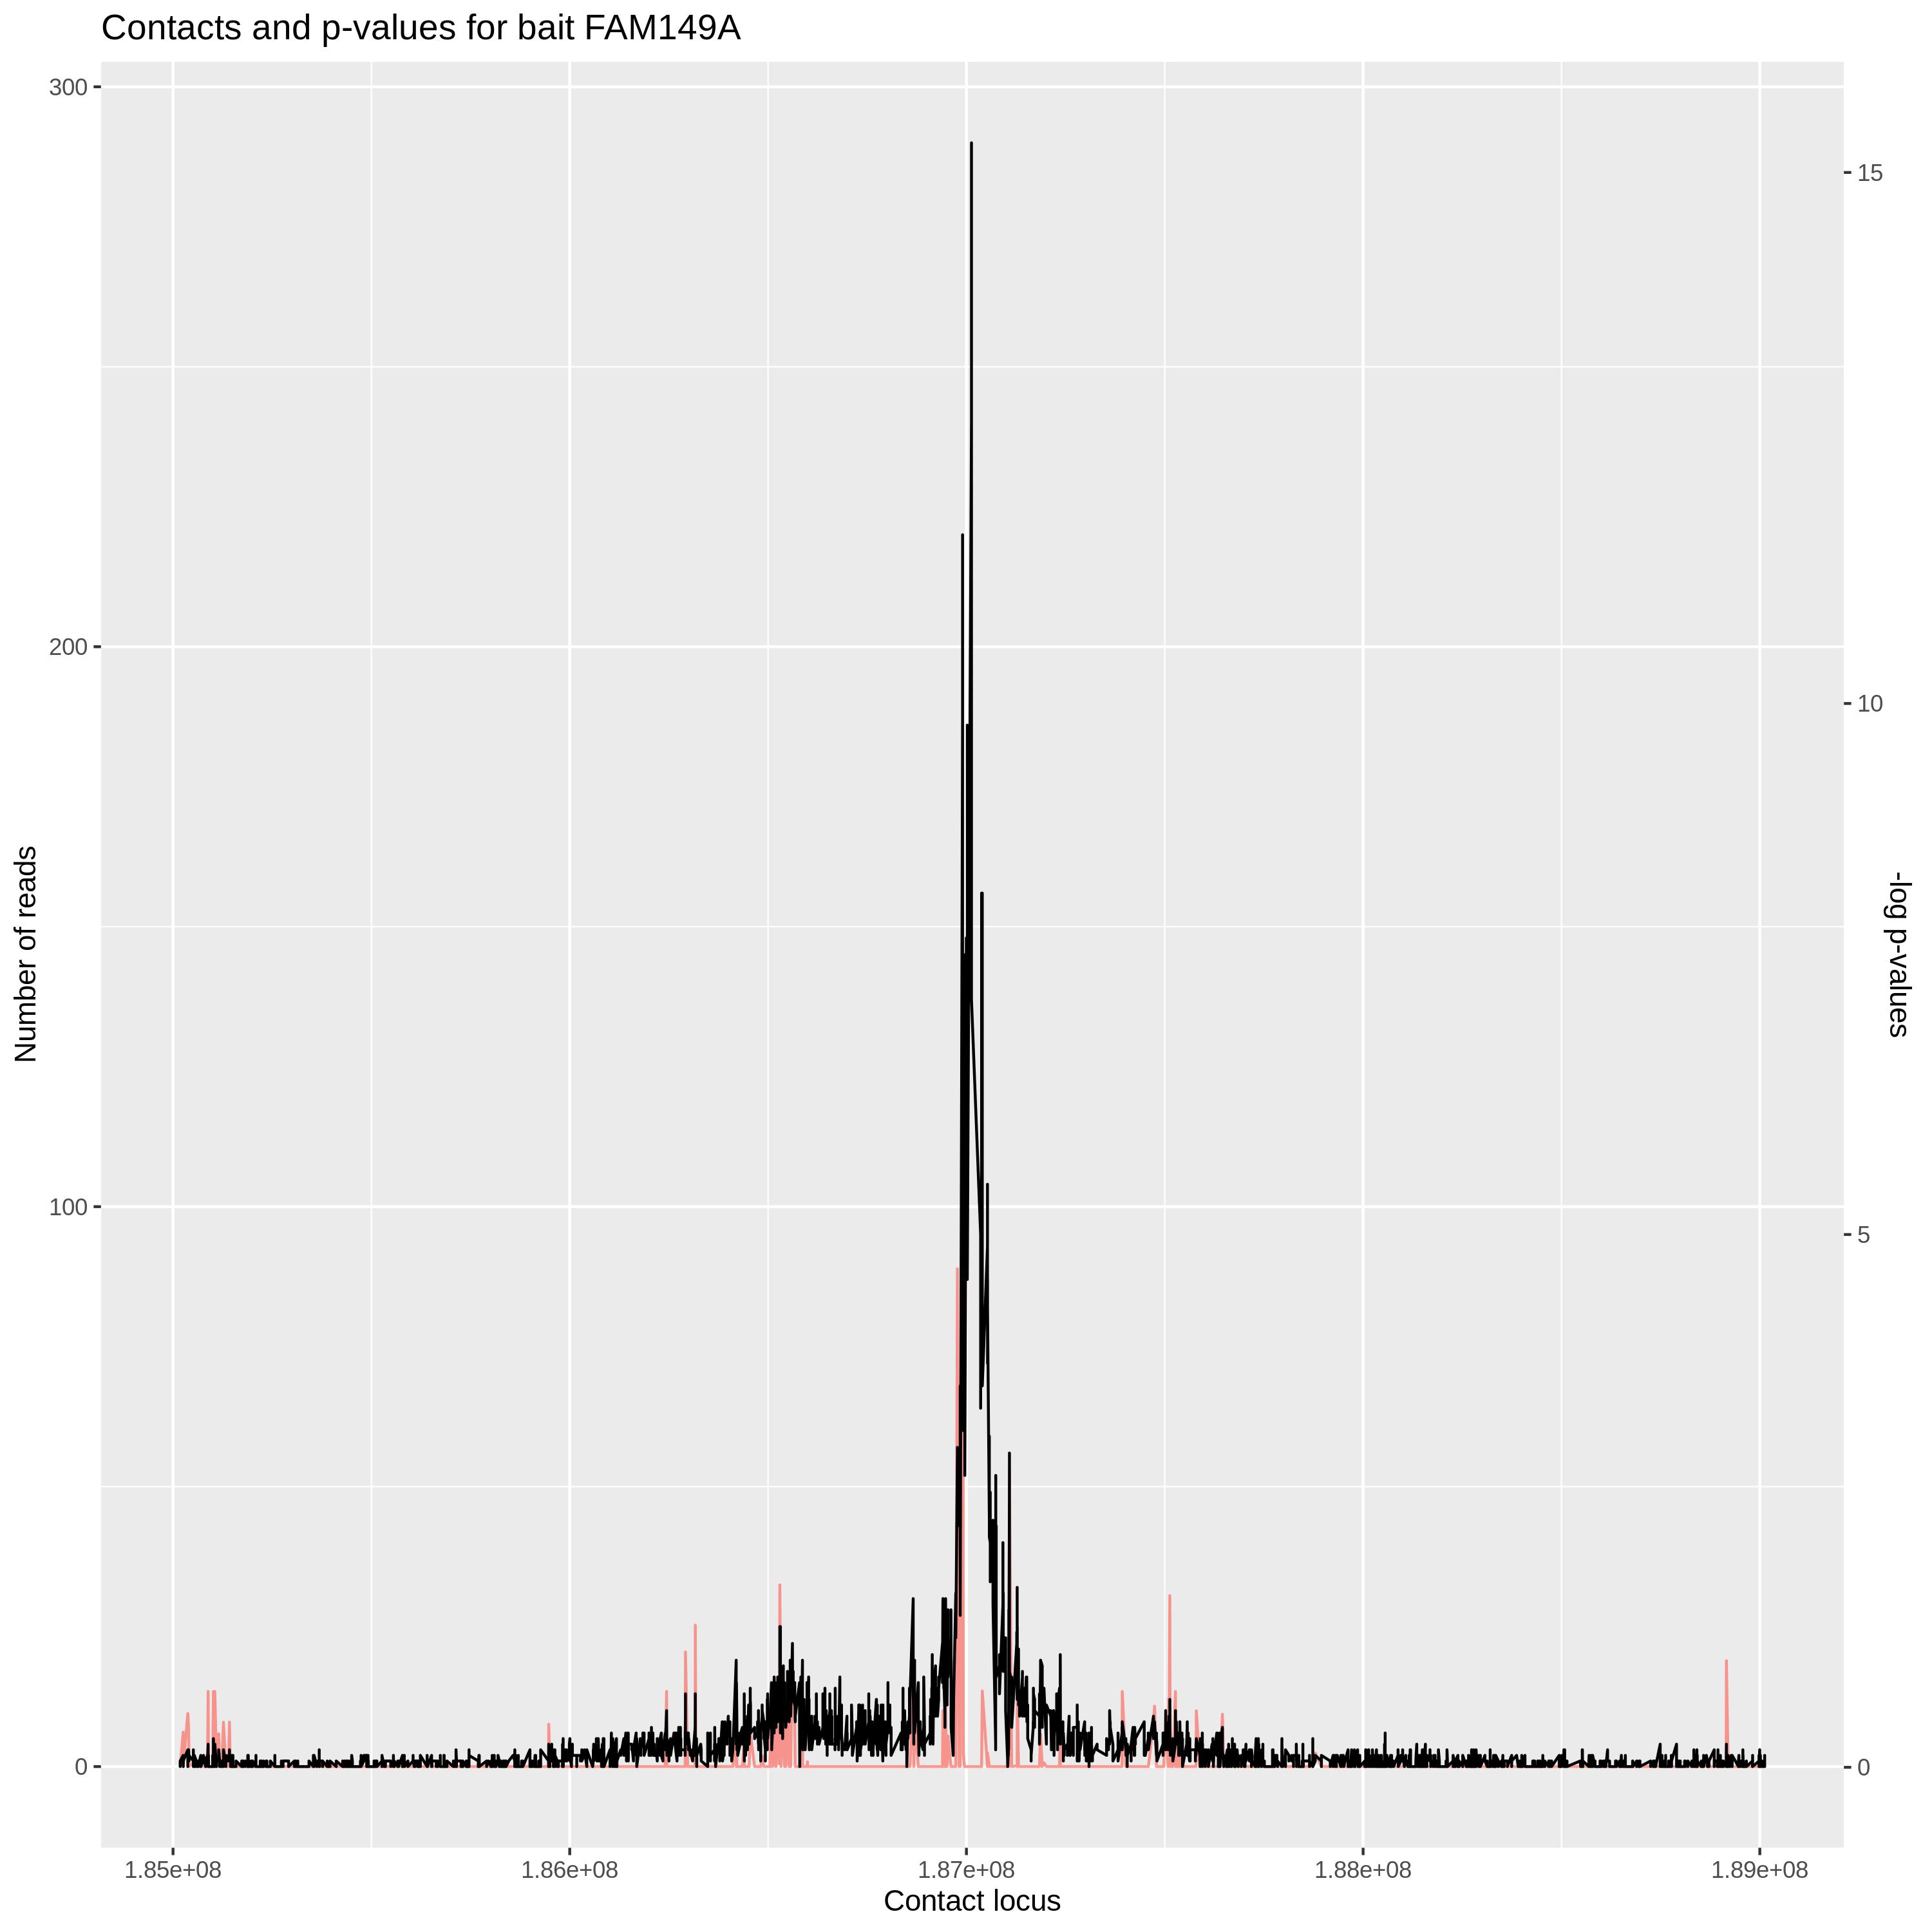 Contacts and p-values for bait FAM149A
300
200
100
0
Number of reads
15
10
5
0
-log p-values
1.85e+08 1.86e+08 1.87e+08 1.88e+08 1.89e+08
Contact locus